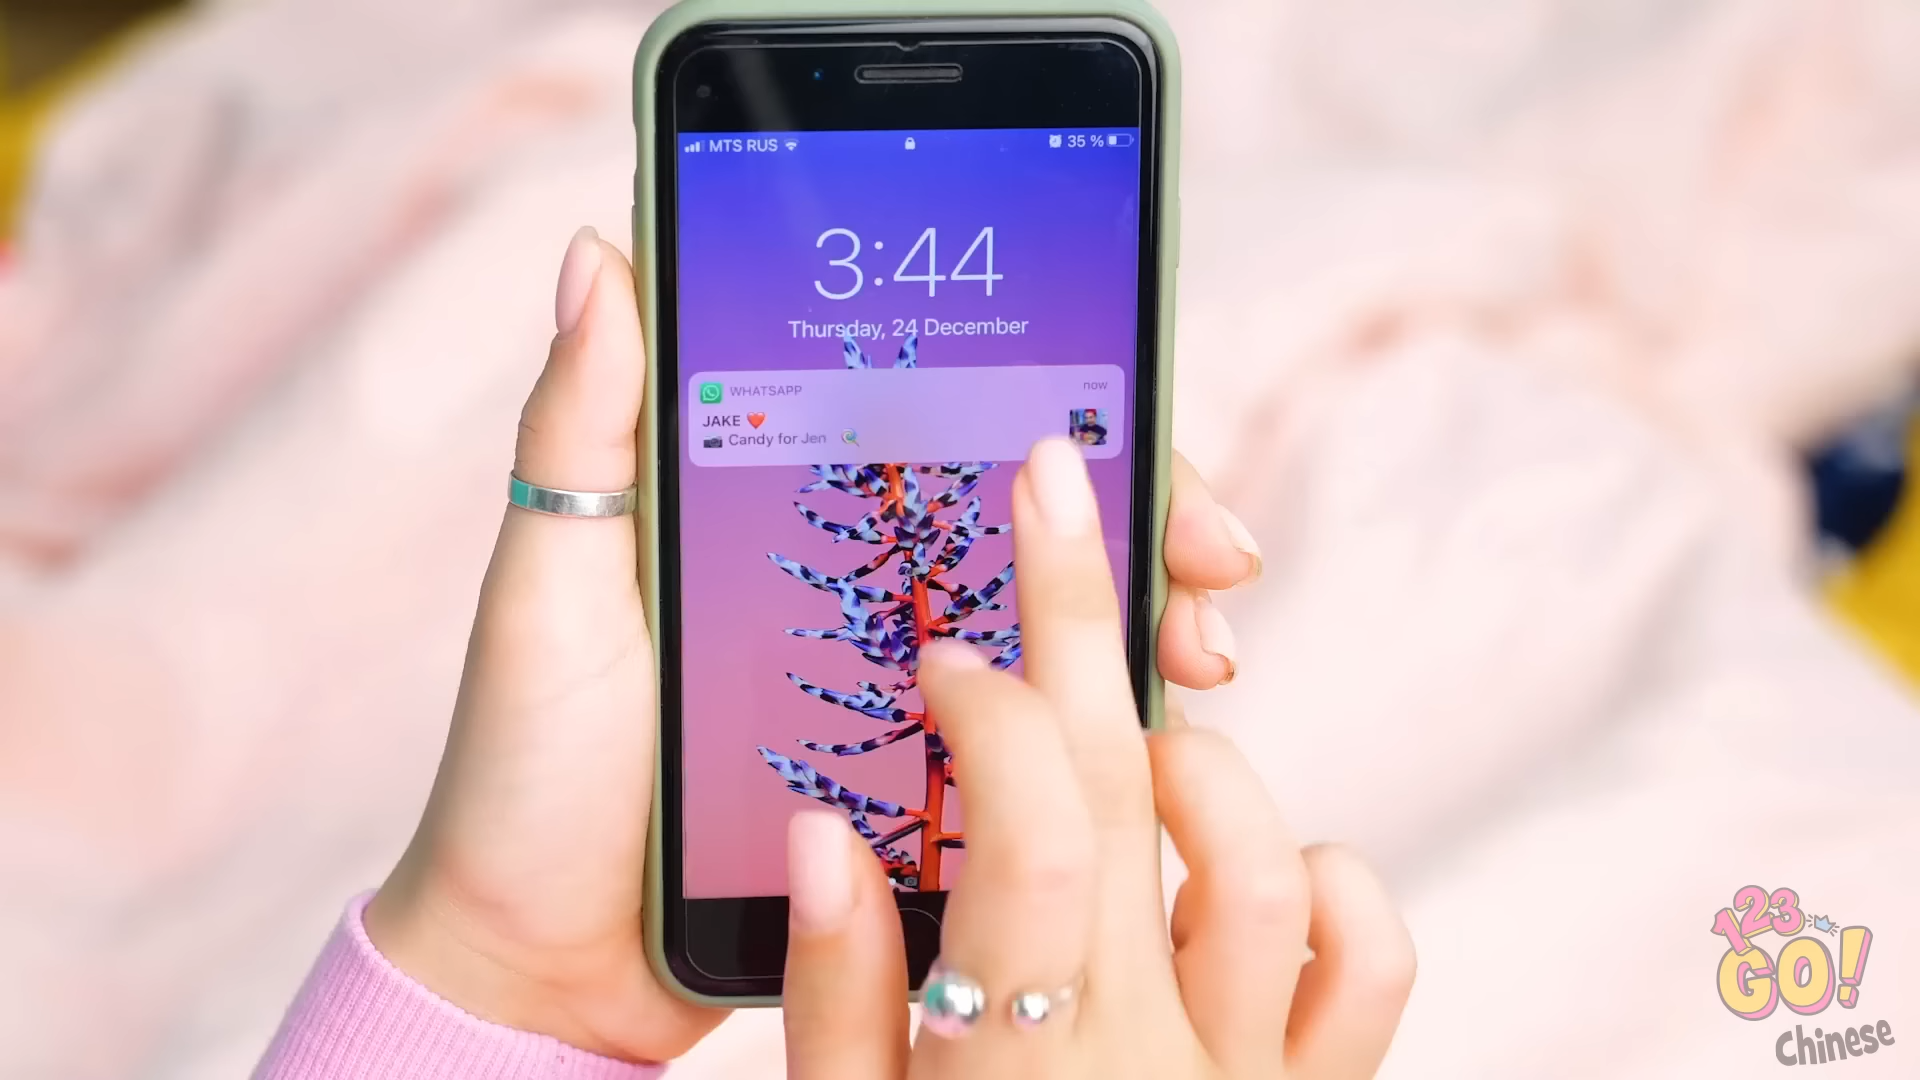 MTS RUS
35 %
3:44
Thursday, 24 December
WHATSAPP
now
JAKE ❤️
📷 Candy for Jen 🍭
123
GO!
Chinese